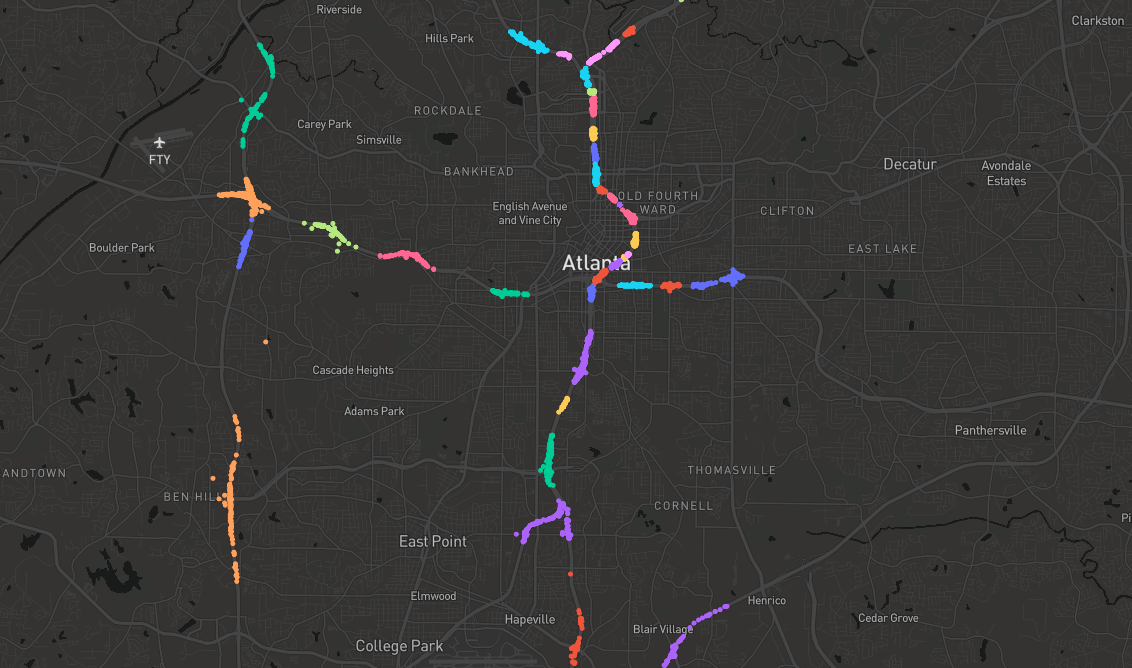 Riverside
Clarkston
Hills Park
ROCKDALE
Carey Park
Simsville
FTY
Decatur
Avondale
Estates
BANKHEAD
OLD FOURTH
WARD
English Avenue
and Vine City
CLIFTON
Boulder Park
EAST LAKE
Atlanta
Cascade Heights
Adams Park
Panthersville
ANDTOWN
THOMASVILLE
BEN HILL
CORNELL
Pi
East Point
Elmwood
Henrico
Hapeville
Cedar Grove
Blair Village
College Park